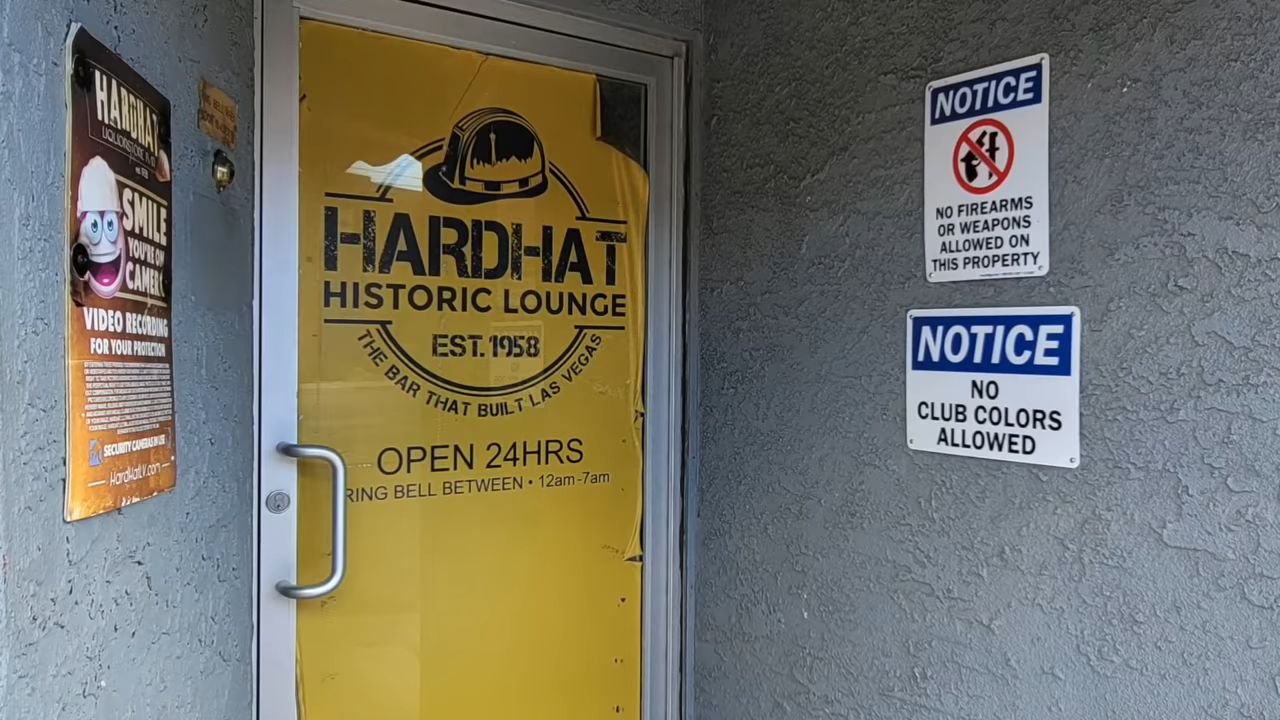 HARDHAT
SMILE
YOU'RE ON
CAMERA
VIDEO RECORDING
FOR YOUR PROTECTION
SECURITY CAMERAS IN USE
HardHatLV.com
HARDHAT
HISTORIC LOUNGE
EST. 1958
THE BAR THAT BUILT LAS VEGAS
OPEN 24HRS
RING BELL BETWEEN • 12am-7am
NOTICE
NO FIREARMS
OR WEAPONS
ALLOWED ON
THIS PROPERTY
NOTICE
NO
CLUB COLORS
ALLOWED